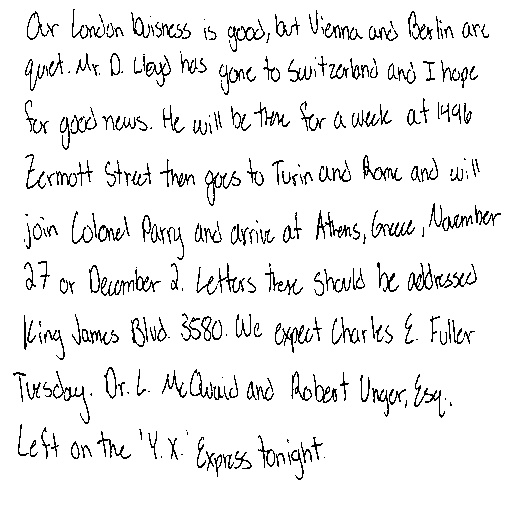 Our London buisness is good, but Vienna and Berlin are
quiet. Mr. D. Lloyd has gone to Switzerland and I hope
for good news. He will be there for a week at 1496
Zermott Street then goes to Turin and Rome and will
join Colonel Parry and arrive at Athens, Greece, November
27 or December 2. Letters there should be addressed
King James Blvd. 3580. We expect Charles E. Fuller
Tuesday. Dr. L. McQuaid and Robert Unger, Esq.,
Left on the 'Y.X.' Express tonight.